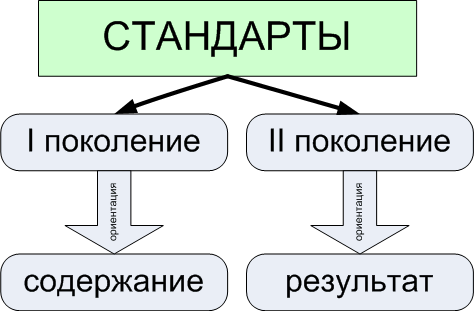 СТАНДАРТЫ
I поколение
II поколение
ориентация
ориентация
содержание
результат